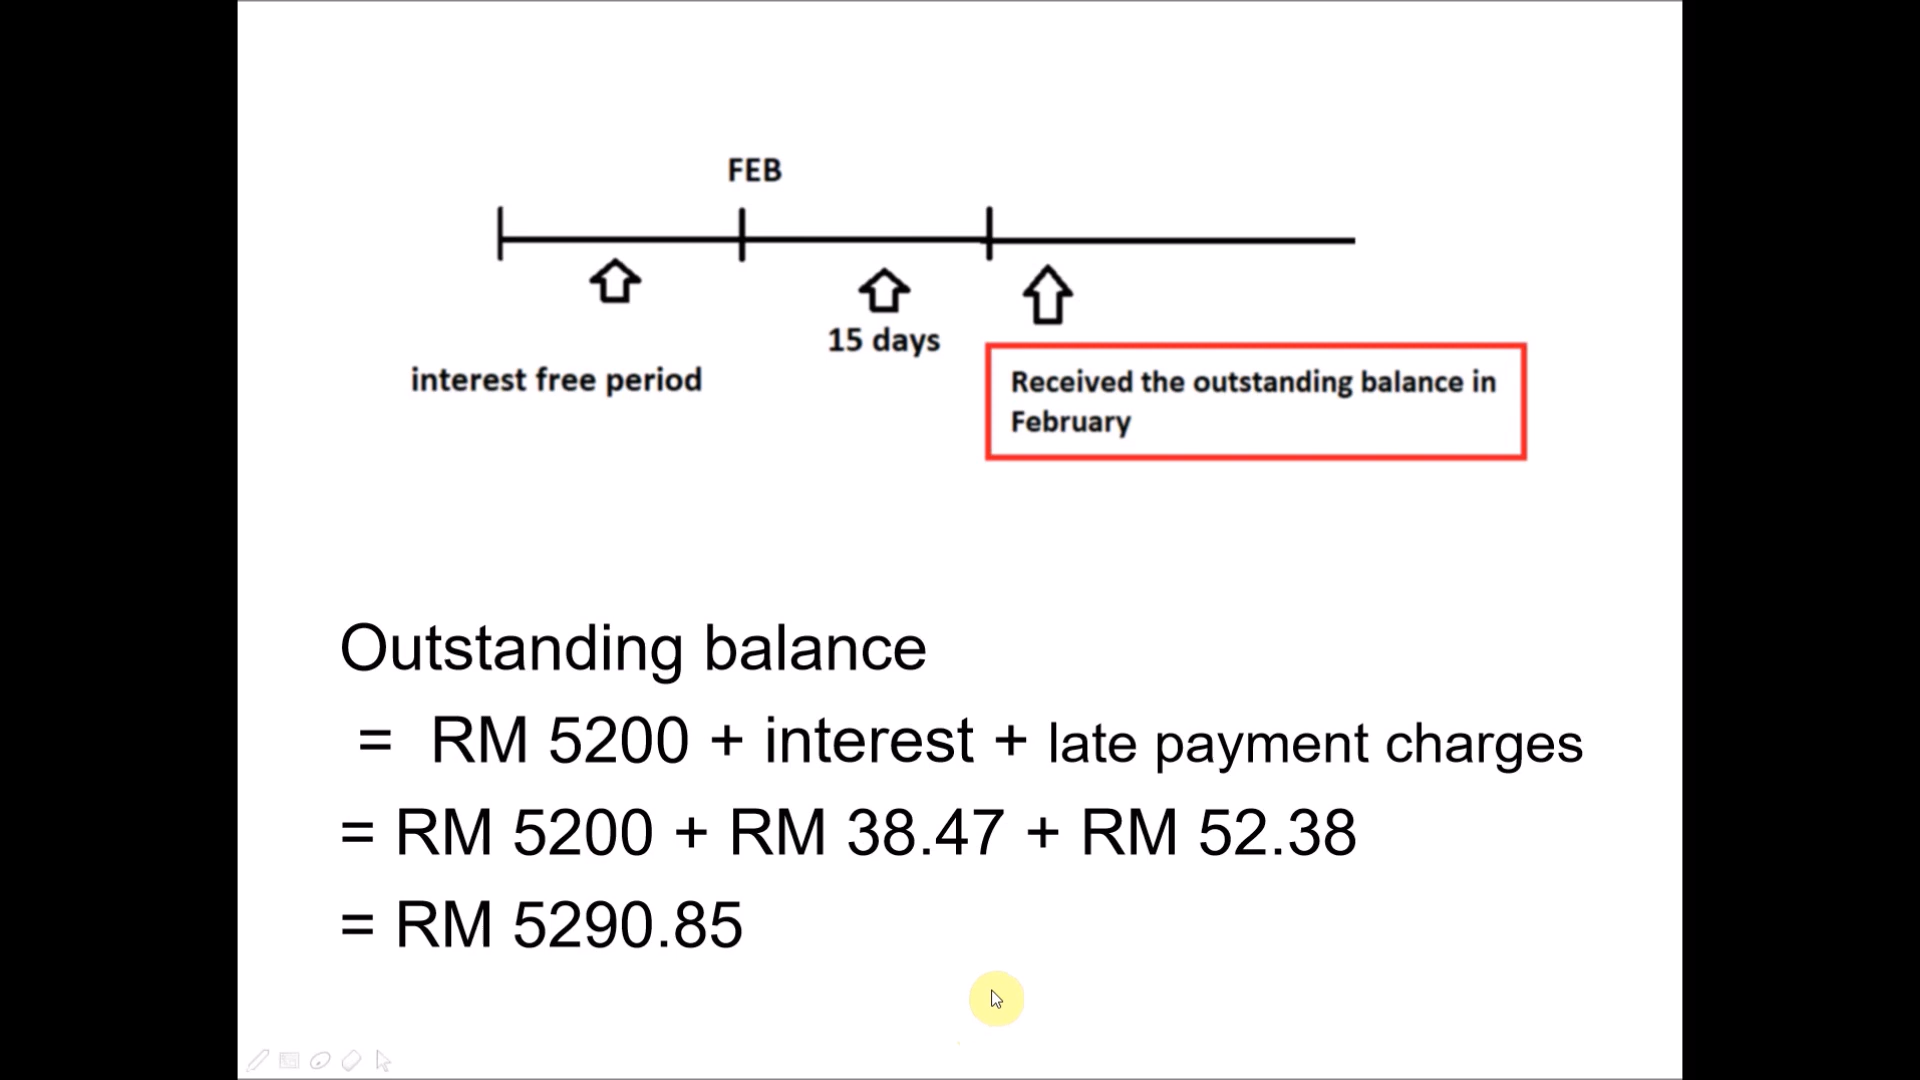 FEB
15 days
interest free period
Received the outstanding balance in
February
Outstanding balance
= RM 5200 + interest + late payment charges
= RM 5200 + RM 38.47 + RM 52.38
= RM 5290.85